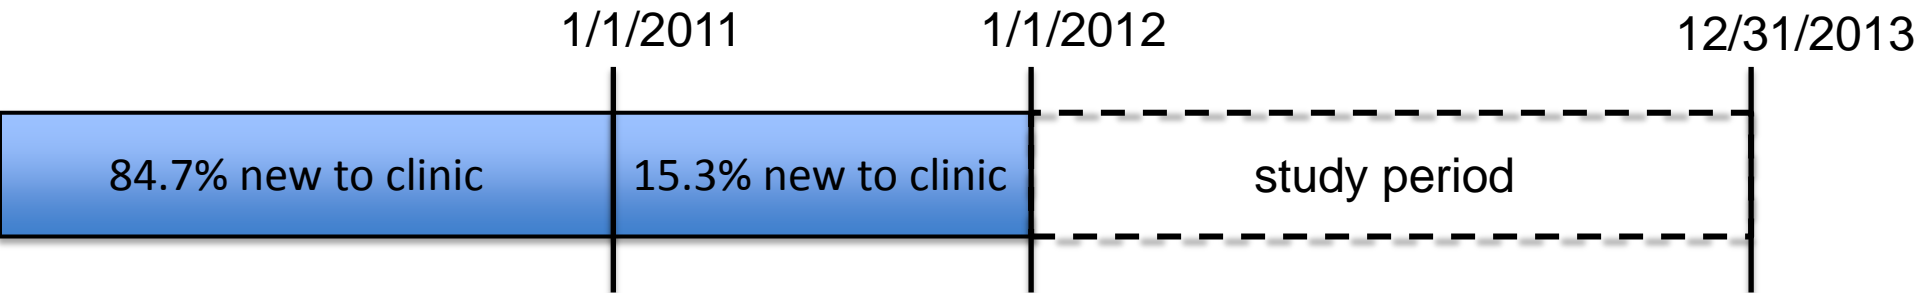 1/1/2011
1/1/2012
12/31/2013
84.7% new to clinic
15.3% new to clinic
study period